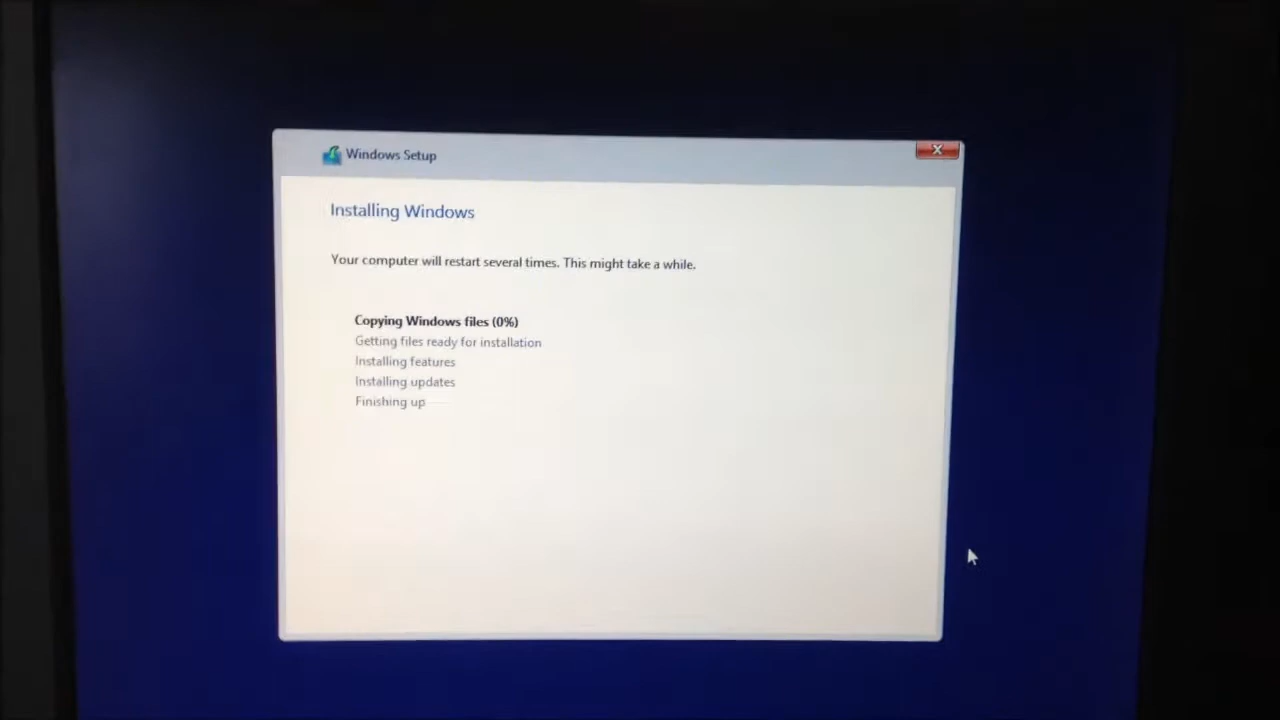 Windows Setup
Installing Windows
Your computer will restart several times. This might take a while.
Copying Windows files (0%)
Getting files ready for installation
Installing features
Installing updates
Finishing up